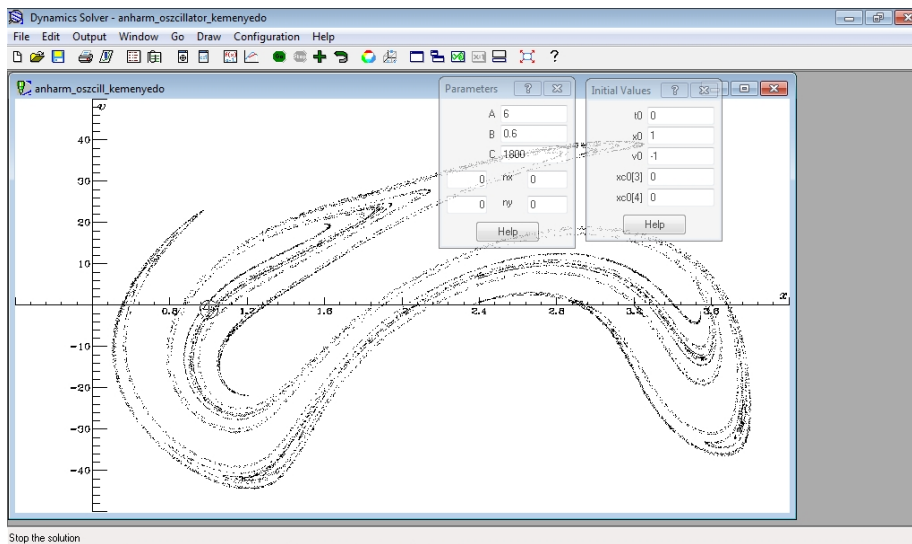 Dynamics Solver - anharm_oszcillator_kemenyedo
File Edit Output Window Go Draw Configuration Help
anharm_oszcill_kemenyedo
Parameters
A 6
B 0.6
C 1800
0 nx 0
0 ny 0
Help
Initial Values
t0 0
x0 1
v0 -1
xc0[3] 0
xc0[4] 0
Help
v
40
30
20
10
0.8 1.2 1.6 2 2.4 2.8 3.2 3.6 x
-10
-20
-30
-40
Stop the solution